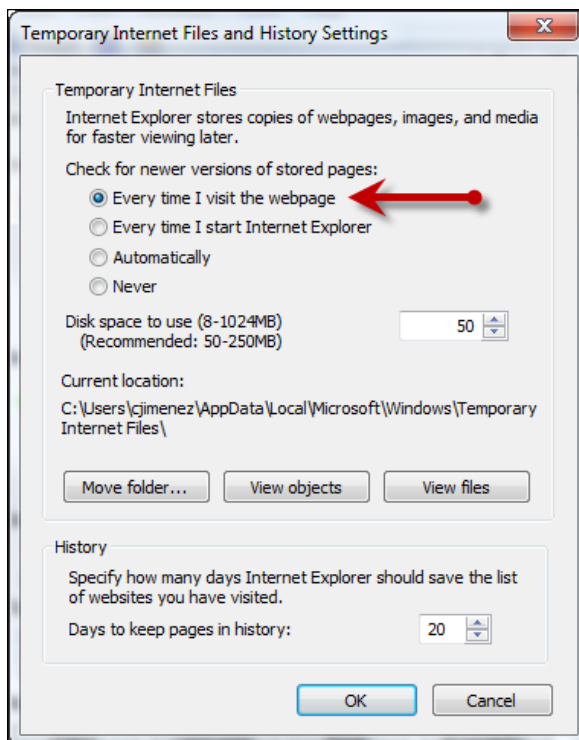 Temporary Internet Files and History Settings
Temporary Internet Files
Internet Explorer stores copies of webpages, images, and media
for faster viewing later.
Check for newer versions of stored pages:
Every time I visit the webpage
Every time I start Internet Explorer
Automatically
Never
Disk space to use (8-1024MB) 50
(Recommended: 50-250MB)
Current location:
C:\Users\cjimenez\AppData\Local\Microsoft\Windows\Temporary
Internet Files\
Move folder... View objects View files
History
Specify how many days Internet Explorer should save the list
of websites you have visited.
Days to keep pages in history: 20
OK Cancel